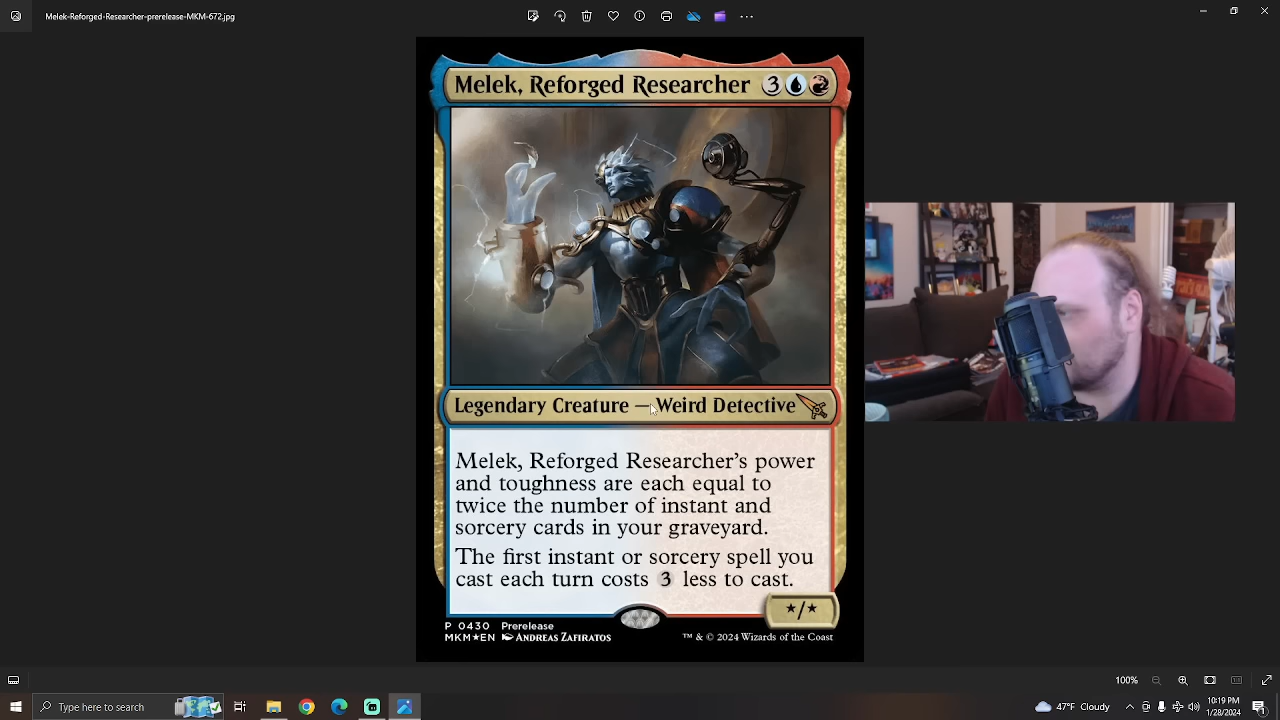 Melek-Reforged-Researcher-prerelease-MKM-672.jpg
Melek, Reforged Researcher 3
Legendary Creature — Weird Detective
Melek, Reforged Researcher's power
and toughness are each equal to
twice the number of instant and
sorcery cards in your graveyard.
The first instant or sorcery spell you
cast each turn costs 3 less to cast.
★/★
P 0430 Prerelease
MKM★EN ANDREAS ZAFIRATOS
™ & © 2024 Wizards of the Coast
100%
Type here to search
47°F Cloudy
10:19 PM
1/28/2024